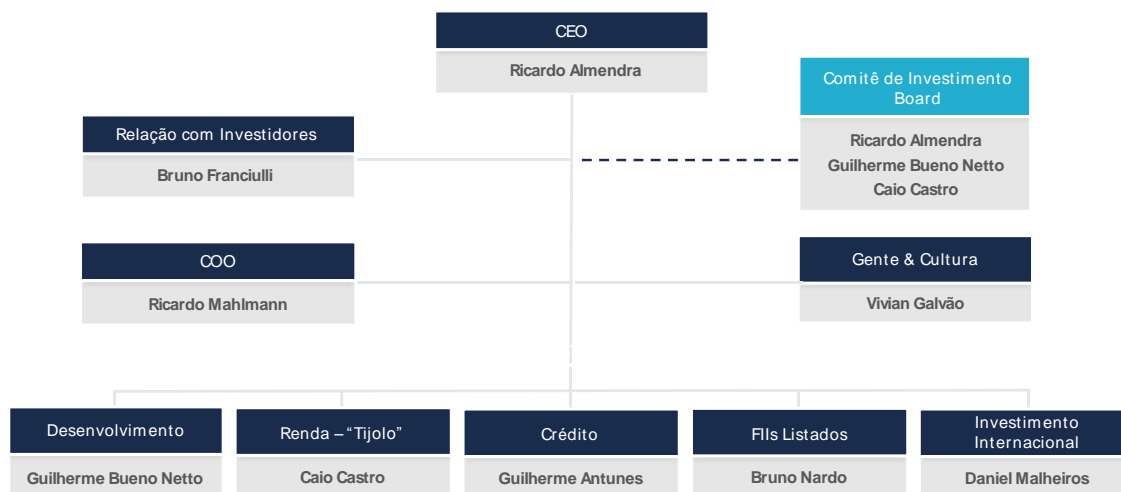 CEO
Ricardo Almendra
Comitê de Investimento
Board
Ricardo Almendra
Guilherme Bueno Netto
Caio Castro
Relação com Investidores
Bruno Franciulli
COO
Ricardo Mahlmann
Gente & Cultura
Vivian Galvão
Desenvolvimento
Guilherme Bueno Netto
Renda – “Tijolo”
Caio Castro
Crédito
Guilherme Antunes
FIIs Listados
Bruno Nardo
Investimento
Internacional
Daniel Malheiros